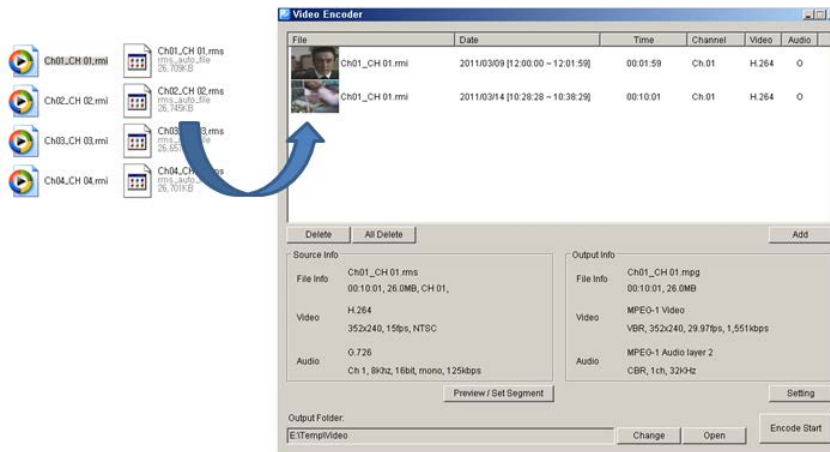 Ch01_CH 01.rmi
Ch01_CH 01.rms
rms_auto_file
26,709KB
Ch02_CH 02.rmi
Ch02_CH 02.rms
rms_auto_file
26,745KB
Ch03_CH 03.rmi
rms_auto_file
Ch04_CH 04.rmi
rms_auto_
26,701KB
Video Encoder
File Date Time Channel Video Audio
Ch01_CH 01.rmi 2011/03/09 [12:00:00 ~ 12:01:59] 00:01:59 Ch.01 H.264 O
Ch01_CH 01.rmi 2011/03/14 [10:28:28 ~ 10:38:29] 00:10:01 Ch.01 H.264 O
Delete All Delete Add
Source Info
File Info
Ch01_CH 01.rms
00:10:01, 26.0MB, CH 01,
Video
H.264
352x240, 15fps, NTSC
Audio
G.726
Ch 1, 8Khz, 16bit, mono, 125kbps
Preview / Set Segment
Output Info
File Info
Ch01_CH 01.mpg
00:10:01, 26.0MB
Video
MPEG-1 Video
VBR, 352x240, 29.97fps, 1,551kbps
Audio
MPEG-1 Audio layer 2
CBR, 1ch, 32KHz
Setting
Output Folder:
E:\Temp\Video
Change Open Encode Start